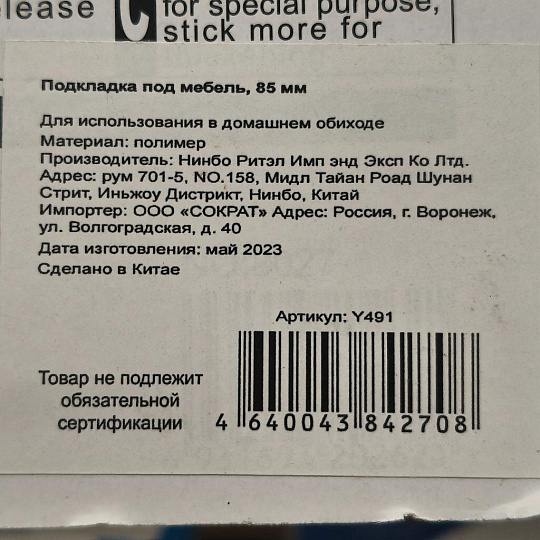 lease
for special purpose,
stick more for
Подкладка под мебель, 85 мм
Для использования в домашнем обиходе
Материал: полимер
Производитель: Нинбо Ритэл Имп энд Эксп Ко Лтд.
Адрес: рум 701-5, NO.158, Мидл Тайан Роад Шунан
Стрит, Иньжоу Дистрикт, Нинбо, Китай
Импортер: ООО «СОКРАТ» Адрес: Россия, г. Воронеж,
ул. Волгоградская, д. 40
Дата изготовления: май 2023
Сделано в Китае
Артикул: Y491
Товар не подлежит
обязательной
сертификации
4 640043 842708